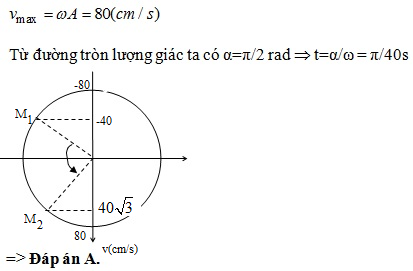 v_max = ωA = 80(cm / s)
Từ đường tròn lượng giác ta có α=π/2 rad ⇒ t=α/ω = π/40s
-80
M₁
-40
M₂
40√3
80
v(cm/s)
=> Đáp án A.